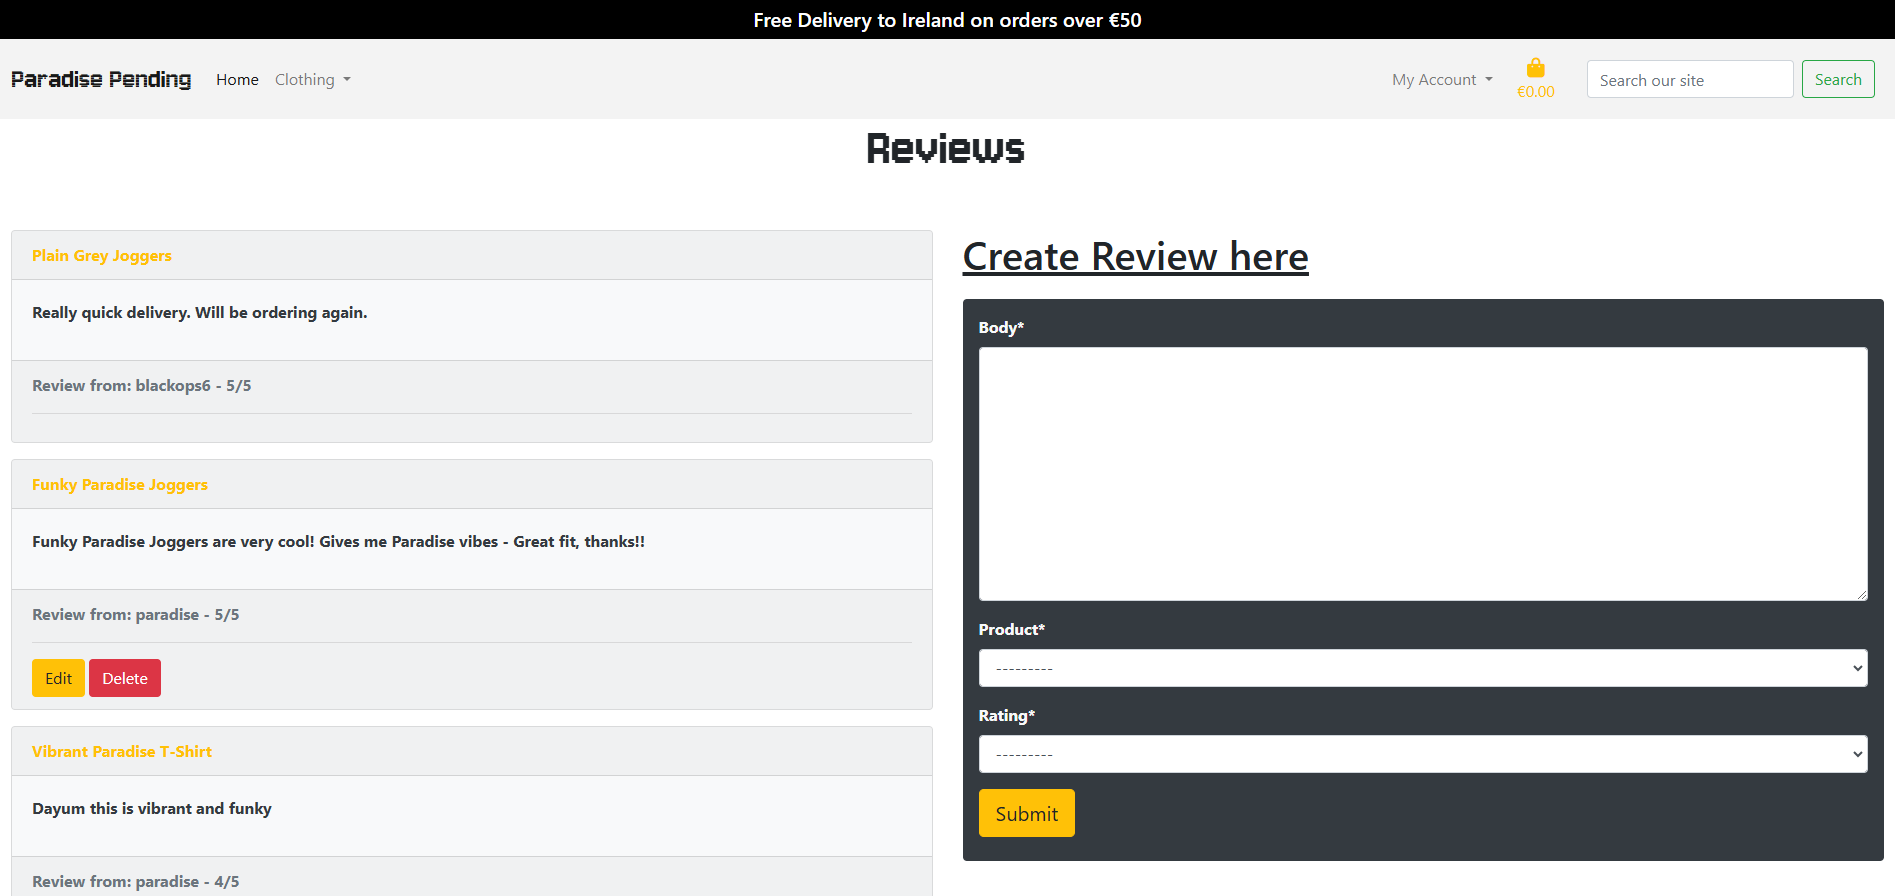 Free Delivery to Ireland on orders over €50
Paradise Pending
Home
Clothing
My Account
€0.00
Search our site
Search
Reviews
Plain Grey Joggers
Really quick delivery. Will be ordering again.
Review from: blackops6 - 5/5
Funky Paradise Joggers
Funky Paradise Joggers are very cool! Gives me Paradise vibes - Great fit, thanks!!
Review from: paradise - 5/5
Edit
Delete
Vibrant Paradise T-Shirt
Dayum this is vibrant and funky
Review from: paradise - 4/5
Create Review here
Body*
Product*
---------
Rating*
---------
Submit